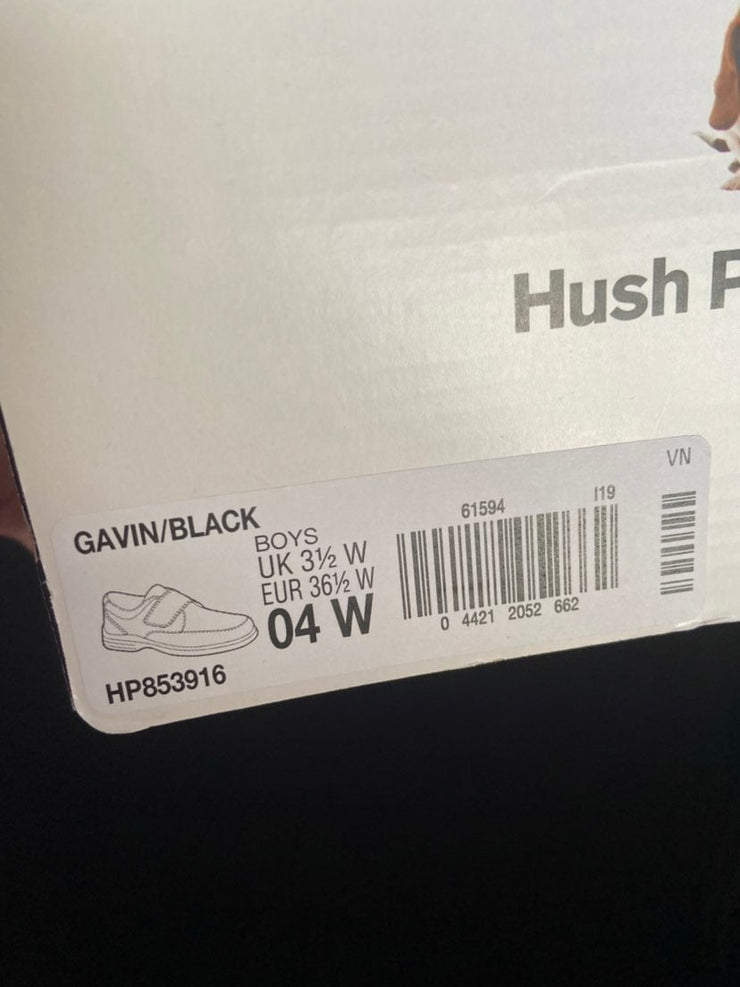 Hush P
VN
GAVIN/BLACK
BOYS
UK 3½ W
EUR 36½ W
04 W
HP853916
61594
I19
0 4421 2052 662